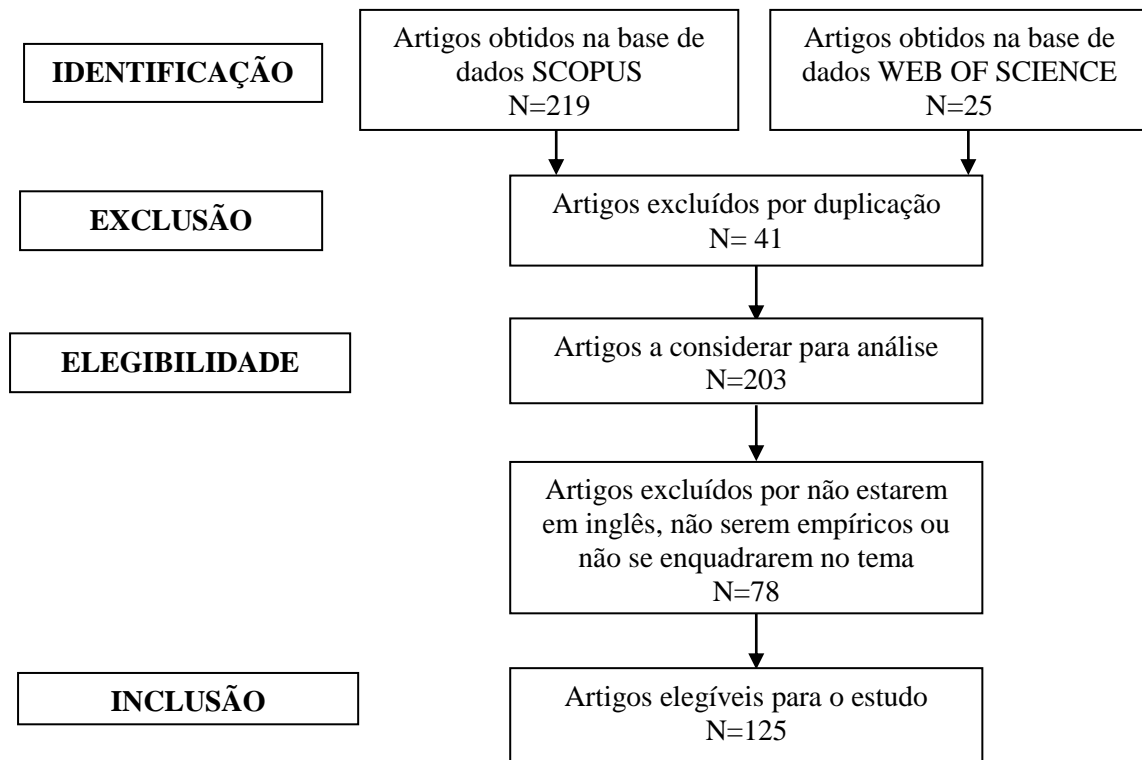 IDENTIFICAÇÃO
Artigos obtidos na base de
dados SCOPUS
N=219
Artigos obtidos na base de
dados WEB OF SCIENCE
N=25
EXCLUSÃO
Artigos excluídos por duplicação
N= 41
ELEGIBILIDADE
Artigos a considerar para análise
N=203
Artigos excluídos por não estarem
em inglês, não serem empíricos ou
não se enquadrarem no tema
N=78
INCLUSÃO
Artigos elegíveis para o estudo
N=125